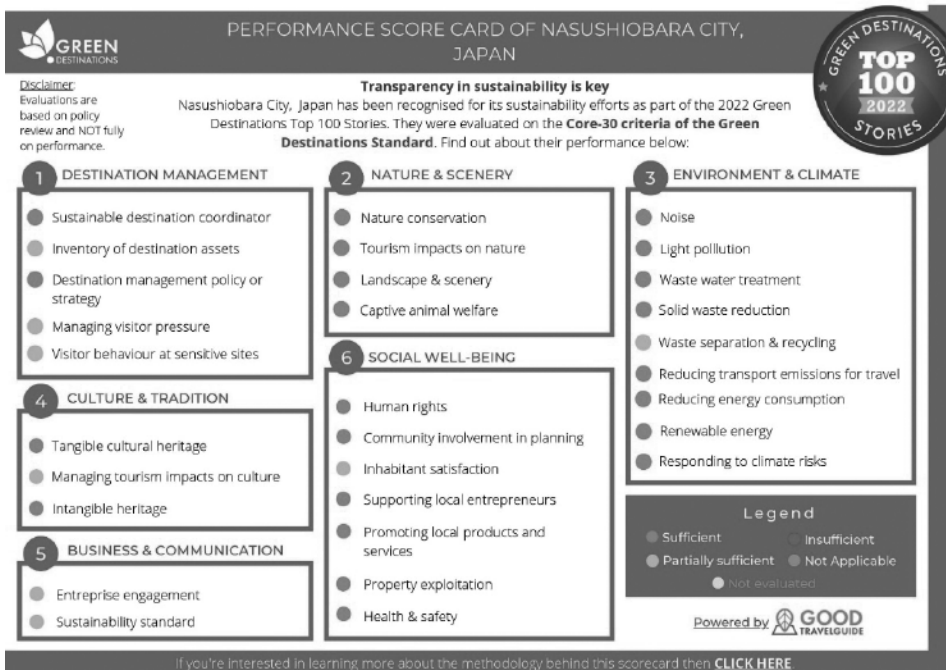 GREEN
DESTINATIONS
PERFORMANCE SCORE CARD OF NASUSHIOBARA CITY,
JAPAN
GREEN DESTINATIONS
TOP
100
2022
STORIES
Disclaimer:
Evaluations are
based on policy
review and NOT fully
on performance.
Transparency in sustainability is key
Nasushiobara City, Japan has been recognised for its sustainability efforts as part of the 2022 Green
Destinations Top 100 Stories. They were evaluated on the Core-30 criteria of the Green
Destinations Standard. Find out about their performance below:
1 DESTINATION MANAGEMENT
Sustainable destination coordinator
Inventory of destination assets
Destination management policy or
strategy
Managing visitor pressure
Visitor behaviour at sensitive sites
2 NATURE & SCENERY
Nature conservation
Tourism impacts on nature
Landscape & scenery
Captive animal welfare
3 ENVIRONMENT & CLIMATE
Noise
Light polllution
Waste water treatment
Solid waste reduction
Waste separation & recycling
Reducing transport emissions for travel
Reducing energy consumption
Renewable energy
Responding to climate risks
4 CULTURE & TRADITION
Tangible cultural heritage
Managing tourism impacts on culture
Intangible heritage
5 BUSINESS & COMMUNICATION
Entreprise engagement
Sustainability standard
6 SOCIAL WELL-BEING
Human rights
Community involvement in planning
Inhabitant satisfaction
Supporting local entrepreneurs
Promoting local products and
services
Property exploitation
Health & safety
Legend
Sufficient
Insufficient
Partially sufficient
Not Applicable
Not evaluated
Powered by GOOD
TRAVELGUIDE
If you're interested in learning more about the methodology behind this scorecard then CLICK HERE